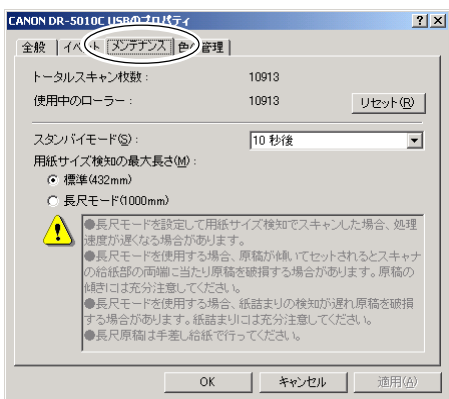 CANON DR-5010C USBのプロパティ
全般 イベント メンテナンス 色の管理
トータルスキャン枚数： 10913
使用中のローラー： 10913 リセット(R)
スタンバイモード(S)： 10 秒後
用紙サイズ検知の最大長さ(M)：
標準(432mm)
長尺モード(1000mm)
●長尺モードを設定して用紙サイズ検知でスキャンした場合、処理
速度が遅くなる場合があります。
●長尺モードを使用する場合、原稿が傾いてセットされるとスキャナ
の給紙部の両端に当たり原稿を破損する場合があります。原稿の
傾きには充分注意してください。
●長尺モードを使用する場合、紙詰まりの検知が遅れ原稿を破損
する場合があります。紙詰まりには充分注意してください。
●長尺原稿は手差し給紙で行ってください。
OK キャンセル 適用(A)